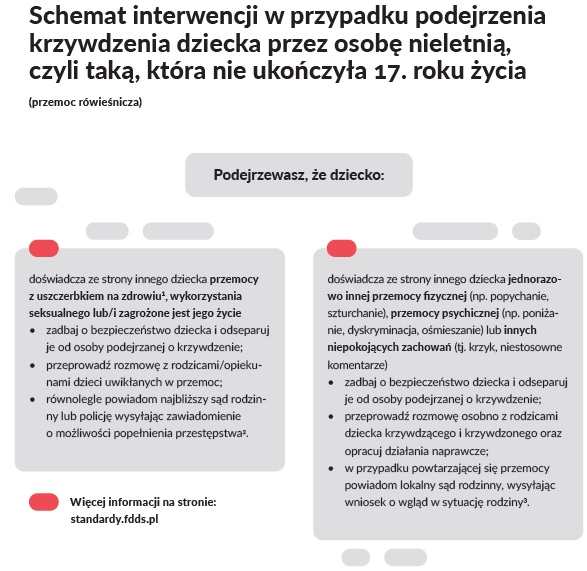 Schemat interwencji w przypadku podejrzenia
krzywdzenia dziecka przez osobę nieletnią,
czyli taką, która nie ukończyła 17. roku życia
(przemoc rówieśnicza)
Podejrzewasz, że dziecko:
doświadcza ze strony innego dziecka przemocy
z uszczerbkiem na zdrowiu¹, wykorzystania
seksualnego lub/i zagrożone jest jego życie
• zadbaj o bezpieczeństwo dziecka i odseparuj
je od osoby podejrzanej o krzywdzenie;
• przeprowadź rozmowę z rodzicami/opieku-
nami dzieci uwikłanych w przemoc;
• równolegle powiadom najbliższy sąd rodzin-
ny lub policję wysyłając zawiadomienie
o możliwości popełnienia przestępstwa².
Więcej informacji na stronie:
standardy.fdds.pl
doświadcza ze strony innego dziecka jednorazo-
wo innej przemocy fizycznej (np. popychanie,
szturchanie), przemocy psychicznej (np. poniża-
nie, dyskryminacja, ośmieszanie) lub innych
niepokojących zachowań (tj. krzyk, niestosowne
komentarze)
• zadbaj o bezpieczeństwo dziecka i odseparuj
je od osoby podejrzanej o krzywdzenie;
• przeprowadź rozmowę osobno z rodzicami
dziecka krzywdzącego i krzywdzonego oraz
opracuj działania naprawcze;
• w przypadku powtarzającej się przemocy
powiadom lokalny sąd rodzinny, wysyłając
wniosek o wgląd w sytuację rodziny³.